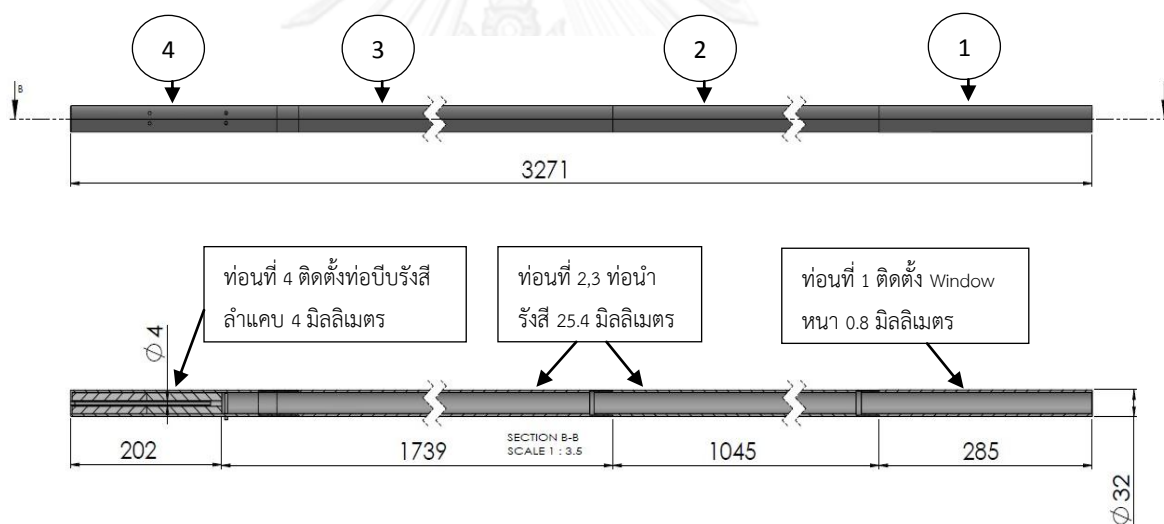 4
3
2
1
B
3271
ท่อนที่ 4 ติดตั้งท่อบีบรังสี
ลำแคบ 4 มิลลิเมตร
ท่อนที่ 2,3 ท่อนำ
รังสี 25.4 มิลลิเมตร
ท่อนที่ 1 ติดตั้ง Window
หนา 0.8 มิลลิเมตร
∅4
202
1739
SECTION B-B
SCALE 1 : 3.5
1045
285
∅32